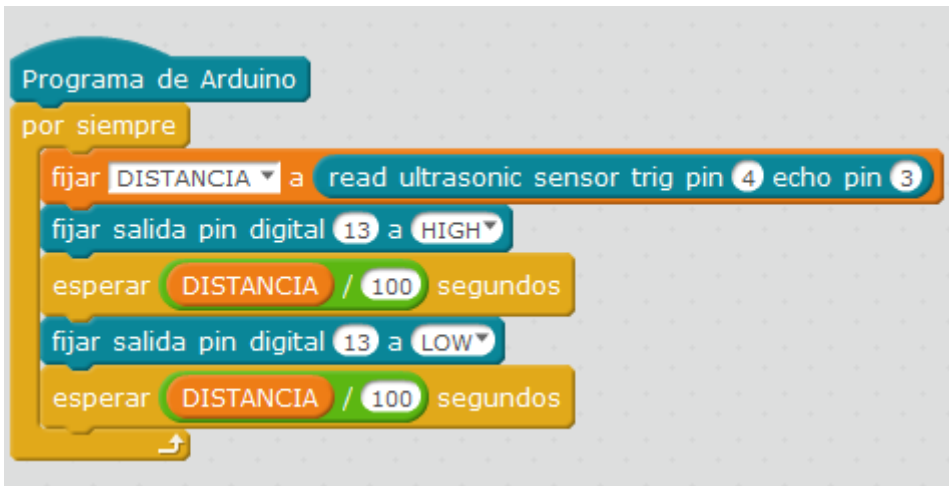 Programa de Arduino
por siempre
fijar DISTANCIA a read ultrasonic sensor trig pin 4 echo pin 3
fijar salida pin digital 13 a HIGH
esperar DISTANCIA / 100 segundos
fijar salida pin digital 13 a LOW
esperar DISTANCIA / 100 segundos